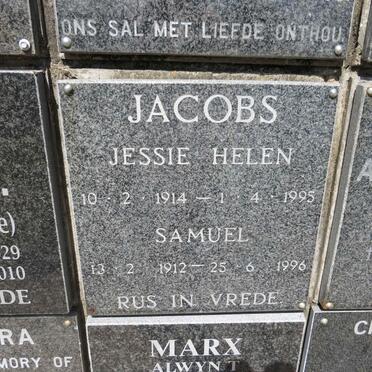 ONS SAL MET LIEFDE ONTHOU
JACOBS
JESSIE HELEN
10 · 2 · 1914 – 1 · 4 · 1995
SAMUEL
13 · 2 · 1912 – 25 · 6 · 1996
RUS IN VREDE
MARX
ALWYN